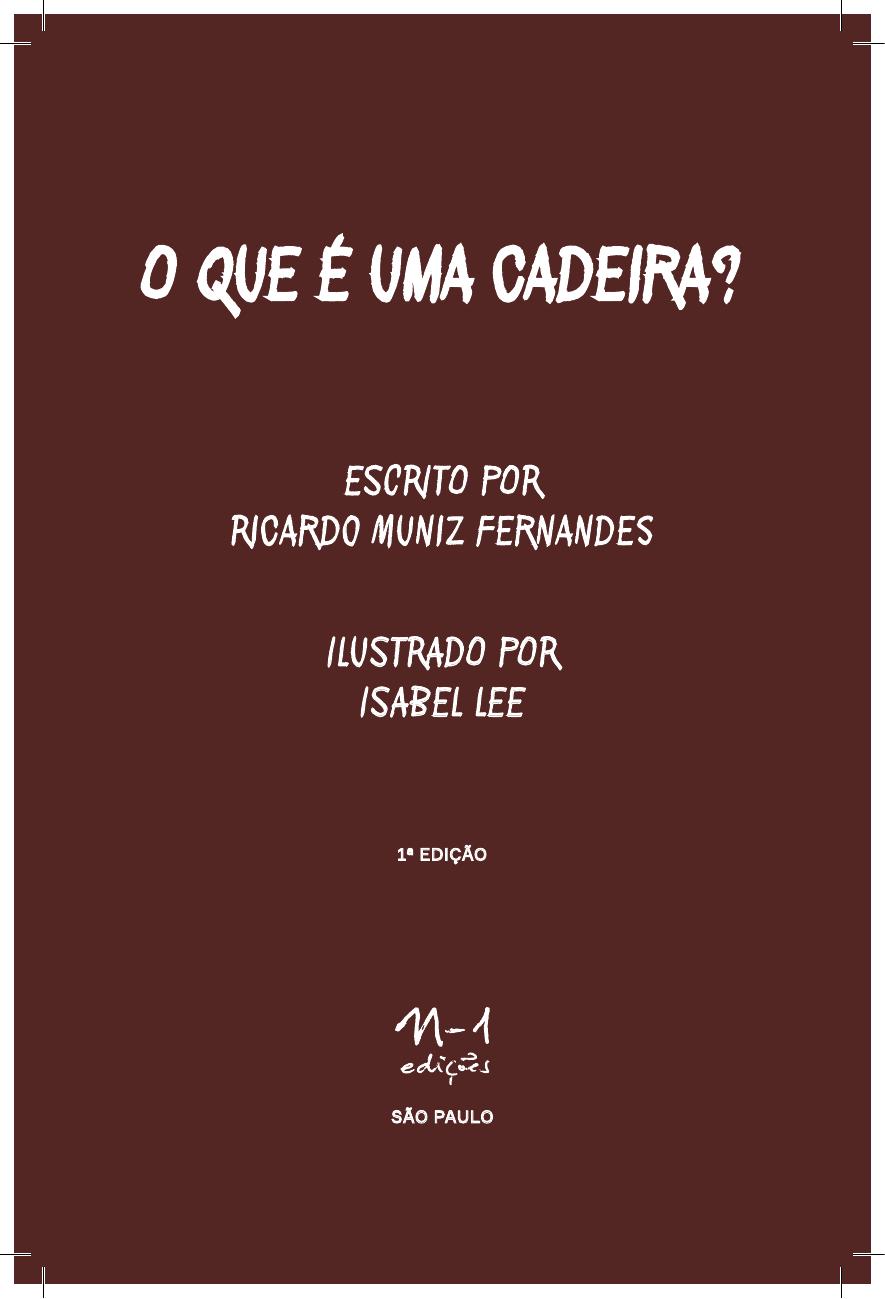 O QUE É UMA CADEIRA?
ESCRITO POR
RICARDO MUNIZ FERNANDES
ILUSTRADO POR
ISABEL LEE
1ª EDIÇÃO
n-1
edições
SÃO PAULO